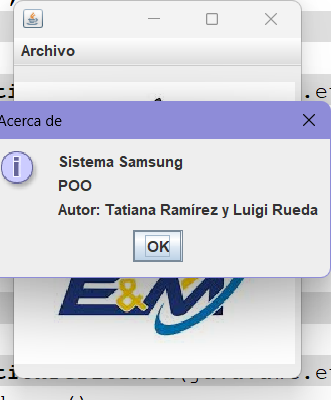 Archivo
Acerca de
Sistema Samsung
POO
Autor: Tatiana Ramírez y Luigi Rueda
OK
E&M